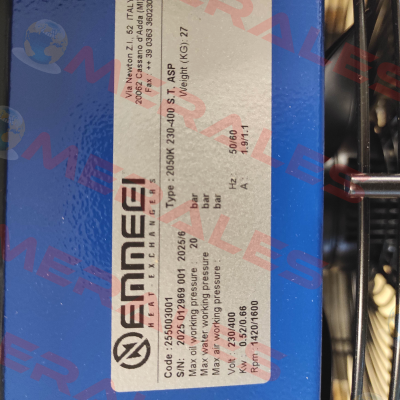 Via Newton Z.I., 52 (ITALY
20062 Cassano d'Adda (MI)
Fax : ++ 39 0363 360230
EMMEGI
HEAT EXCHANGERS
Type : 2050K 230-400 S.T. ASP
Weight (KG): 27
Code : 255003001
S/N: 2025 012969 001 2025/6
Max oil working pressure : 20 bar
Max water working pressure : bar
Max air working pressure : bar
Volt 230/400 Hz 50/60
Kw 0.52/0.66 A : 1.9/1.1
Rpm 1420/1600
MERALES